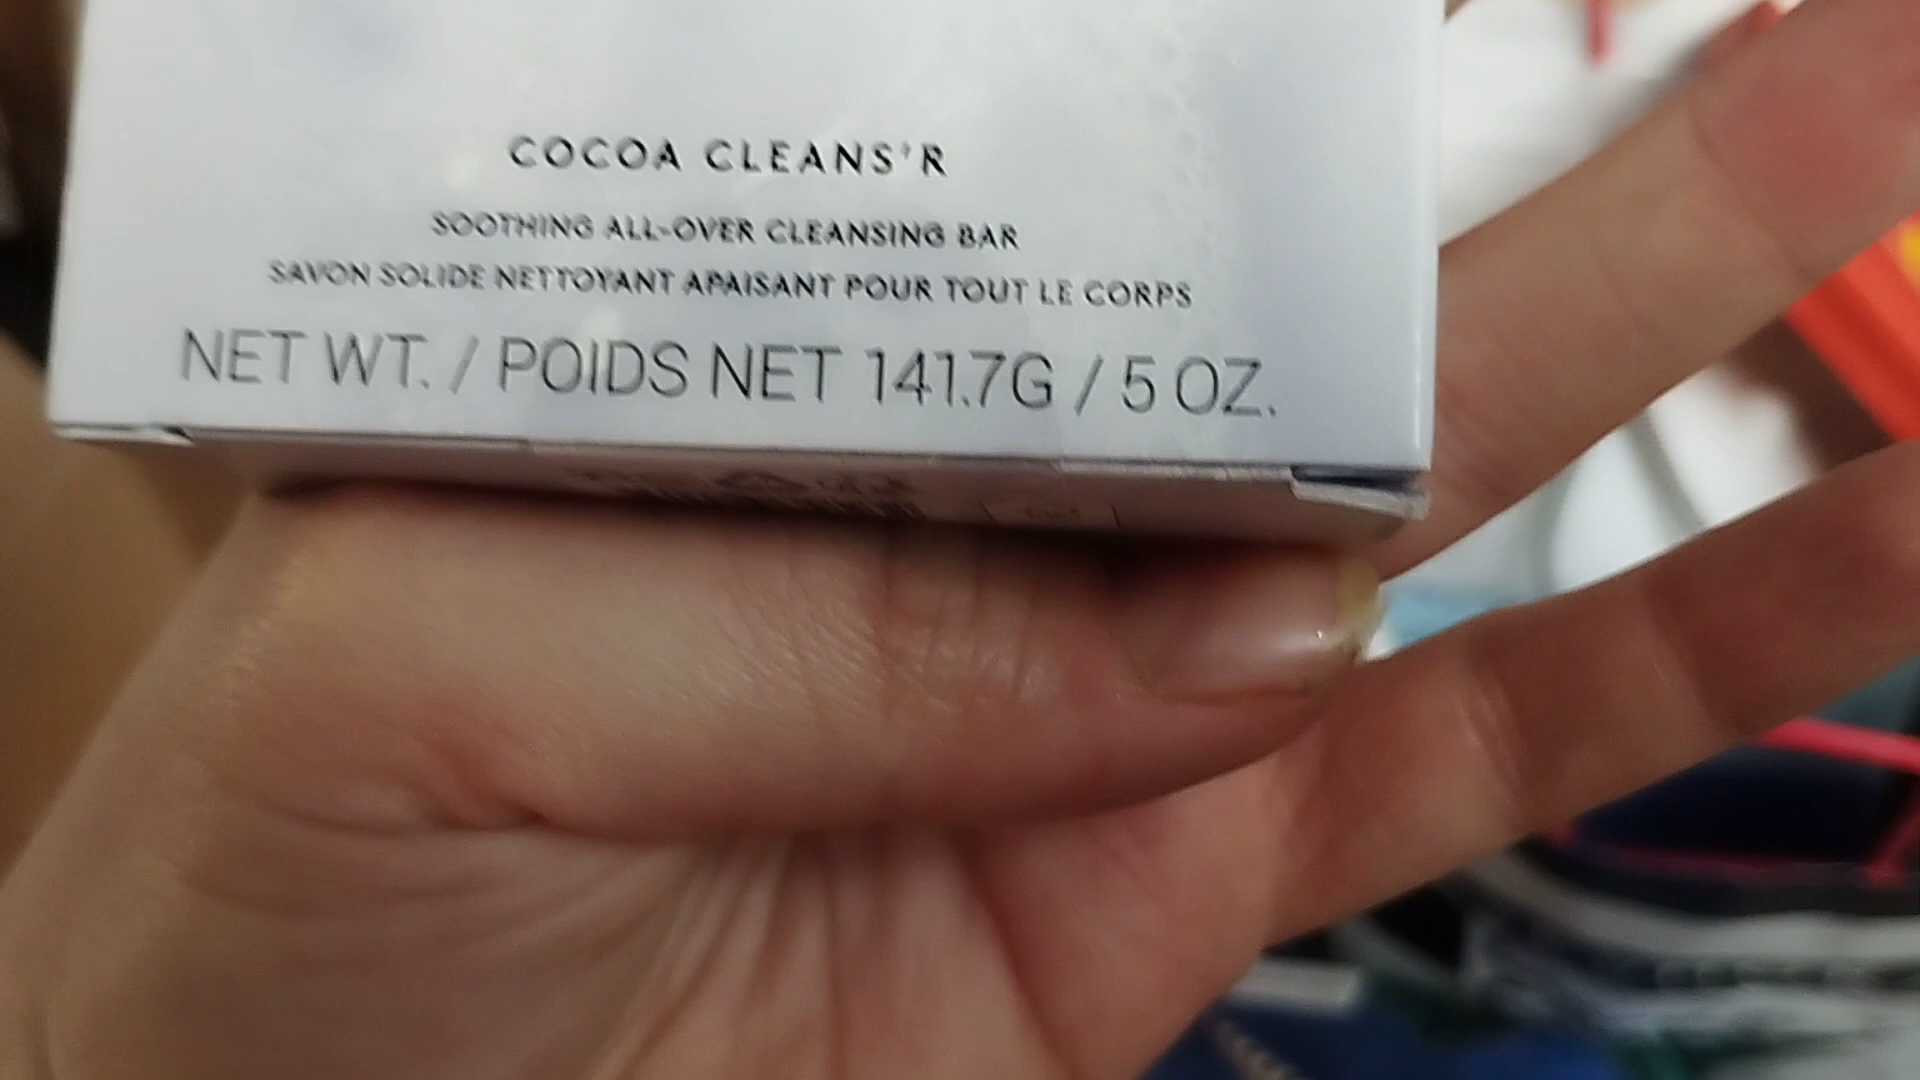 COCOA CLEANS'R
SOOTHING ALL-OVER CLEANSING BAR
SAVON SOLIDE NETTOYANT APAISANT POUR TOUT LE CORPS
NET WT. / POIDS NET 141.7G / 5 OZ.